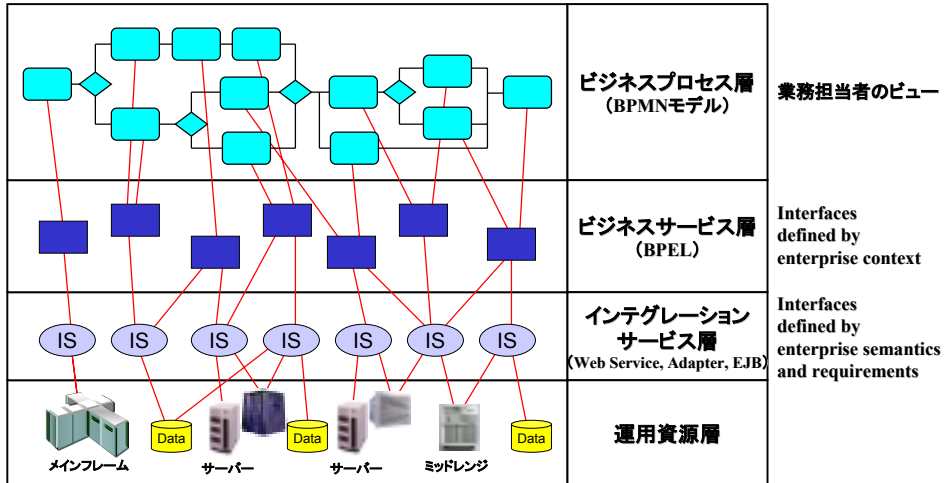 ビジネスプロセス層
(BPMNモデル)
業務担当者のビュー
ビジネスサービス層
(BPEL)
Interfaces
defined by
enterprise context
IS
IS
IS
IS
IS
IS
IS
インテグレーション
サービス層
(Web Service, Adapter, EJB)
Interfaces
defined by
enterprise semantics
and requirements
Data
Data
Data
メインフレーム
サーバー
サーバー
ミッドレンジ
運用資源層